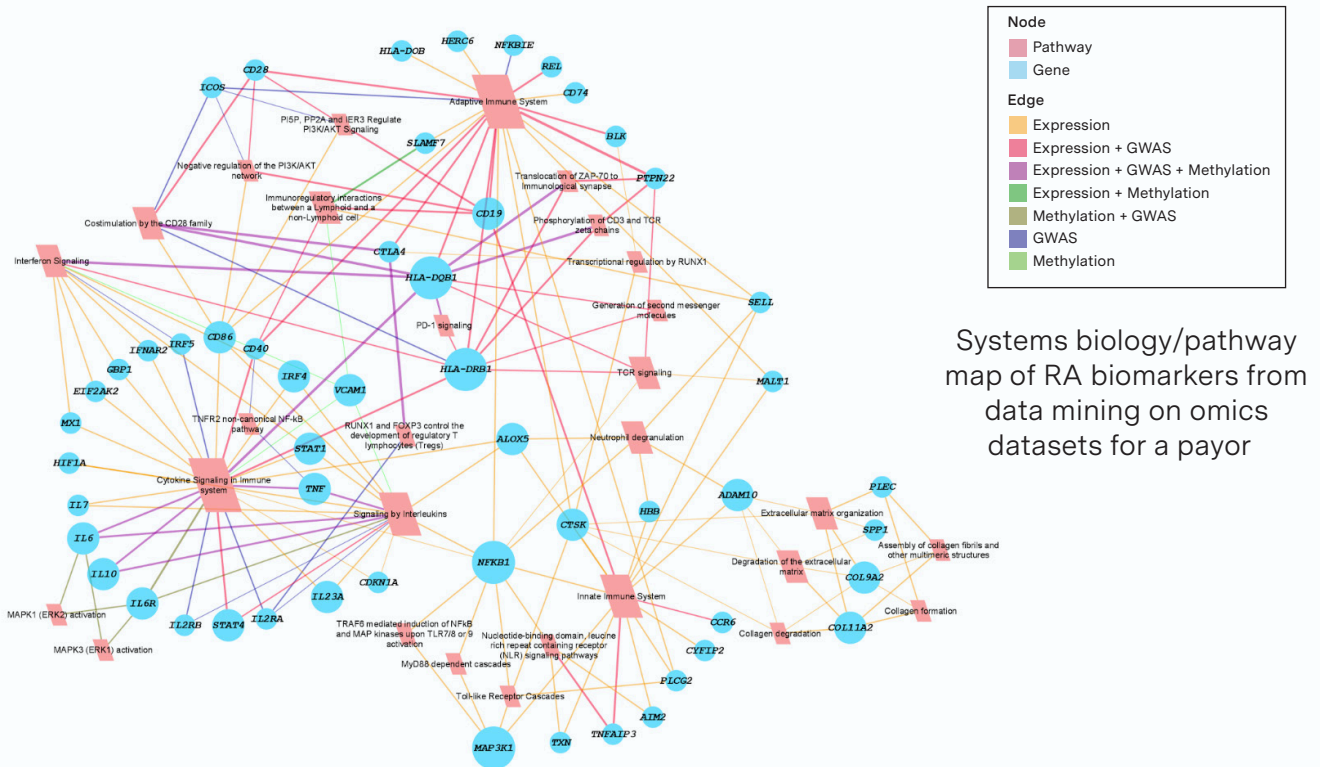 Node
Pathway
Gene
Edge
Expression
Expression + GWAS
Expression + GWAS + Methylation
Expression + Methylation
Methylation + GWAS
GWAS
Methylation
Systems biology/pathway
map of RA biomarkers from
data mining on omics
datasets for a payor
HERC6
NFKBIE
HLA-DOB
REL
CD28
ICOS
CD74
Adaptive Immune System
PI5P, PP2A and IER3 Regulate
PI3K/AKT Signaling
SLAMF7
BLK
Negative regulation of the PI3K/AKT
network
Translocation of ZAP-70 to
Immunological synapse
PTPN22
Immunoregulatory interactions
between a Lymphoid and a
non-Lymphoid cell
CD19
Costimulation by the CD28 family
Phosphorylation of CD3 and TCR
zeta chains
CTLA4
Interferon Signaling
Transcriptional regulation by RUNX1
HLA-DQB1
SELL
Generation of second messenger
molecules
PD-1 signaling
CD86
IFNAR2
IRF5
CD40
GBP1
IRF4
HLA-DRB1
TCR signaling
MALT1
EIF2AK2
VCAM1
MX1
TNFR2 non-canonical NF-kB
pathway
RUNX1 and FOXP3 control the
development of regulatory T
lymphocytes (Tregs)
STAT1
ALOX5
Neutrophil degranulation
HIF1A
Cytokine Signaling in Immune
system
TNF
PLEC
ADAM10
IL7
Signaling by Interleukins
HBB
Extracellular matrix organization
CTSK
SPP1
IL6
Assembly of collagen fibrils and
other multimeric structures
NFKB1
Degradation of the extracellular
matrix
IL10
COL9A2
CDKN1A
IL23A
Innate Immune System
IL6R
MAPK1 (ERK2) activation
Collagen formation
IL2RB
STAT4
IL2RA
CCR6
COL11A2
TRAF6 mediated induction of NFkB
and MAP kinases upon TLR7/8 or 9
activation
Nucleotide-binding domain, leucine
rich repeat containing receptor
(NLR) signaling pathways
Collagen degradation
MAPK3 (ERK1) activation
CYFIP2
MyD88 dependent cascades
PLCG2
Toll-like Receptor Cascades
AIM2
TNFAIP3
MAP3K1
TXN